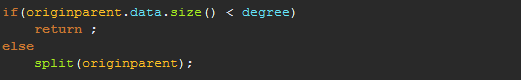 if(originparent.data.size() < degree)
    return ;
else
    split(originparent);